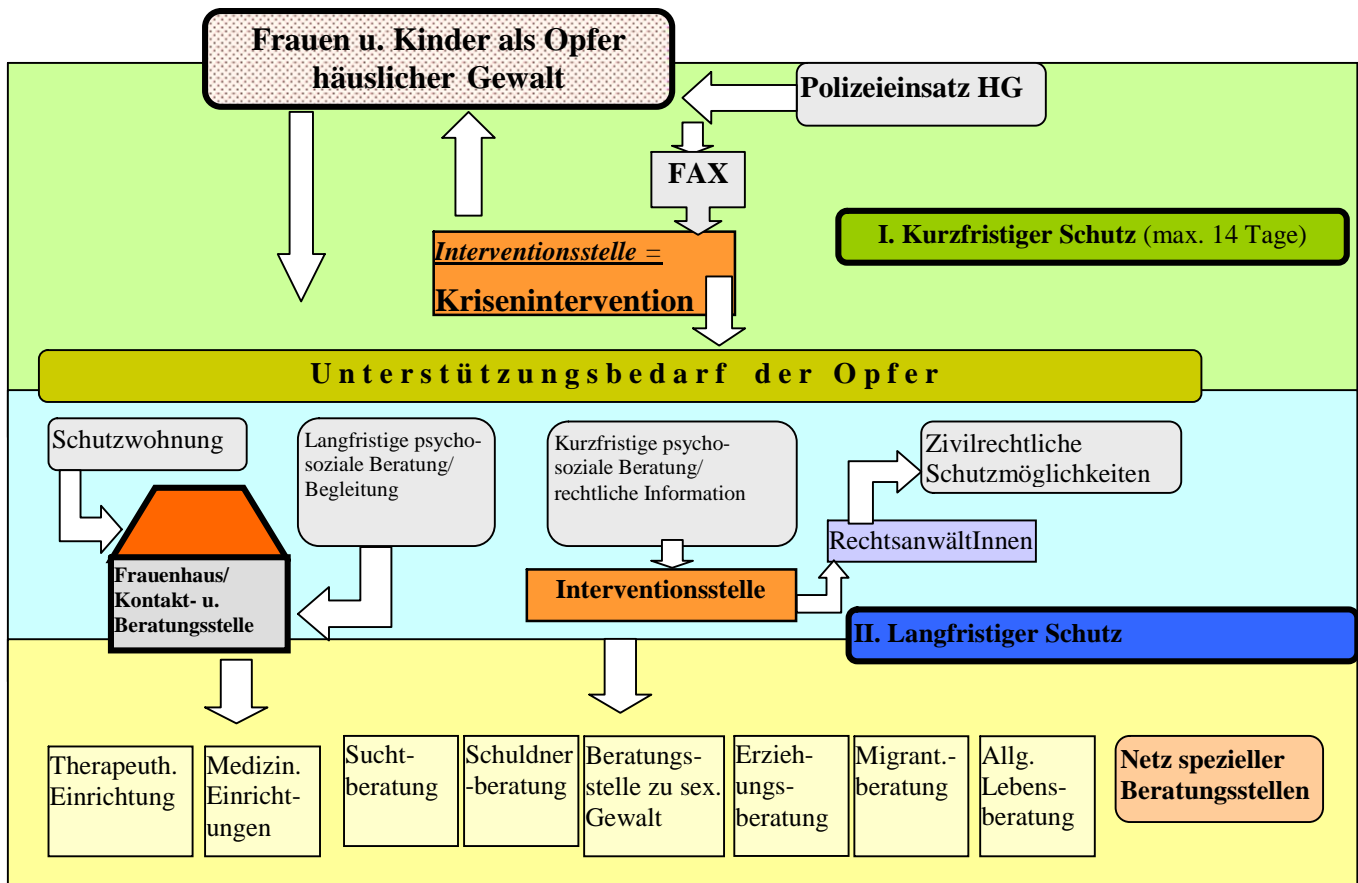 Frauen u. Kinder als Opfer
häuslicher Gewalt
Polizeieinsatz HG
FAX
I. Kurzfristiger Schutz (max. 14 Tage)
Interventionsstelle =
Krisenintervention
Unterstützungsbedarf der Opfer
Schutzwohnung
Langfristige psycho-
soziale Beratung/
Begleitung
Kurzfristige psycho-
soziale Beratung/
rechtliche Information
Zivilrechtliche
Schutzmöglichkeiten
RechtsanwältInnen
Frauenhaus/
Kontakt- u.
Beratungsstelle
Interventionsstelle
II. Langfristiger Schutz
Therapeuth.
Einrichtung
Medizin.
Einricht-
ungen
Sucht-
beratung
Schuldner
-beratung
Beratungs-
stelle zu sex.
Gewalt
Erzieh-
ungs-
beratung
Migrant.-
beratung
Allg.
Lebens-
beratung
Netz spezieller
Beratungsstellen